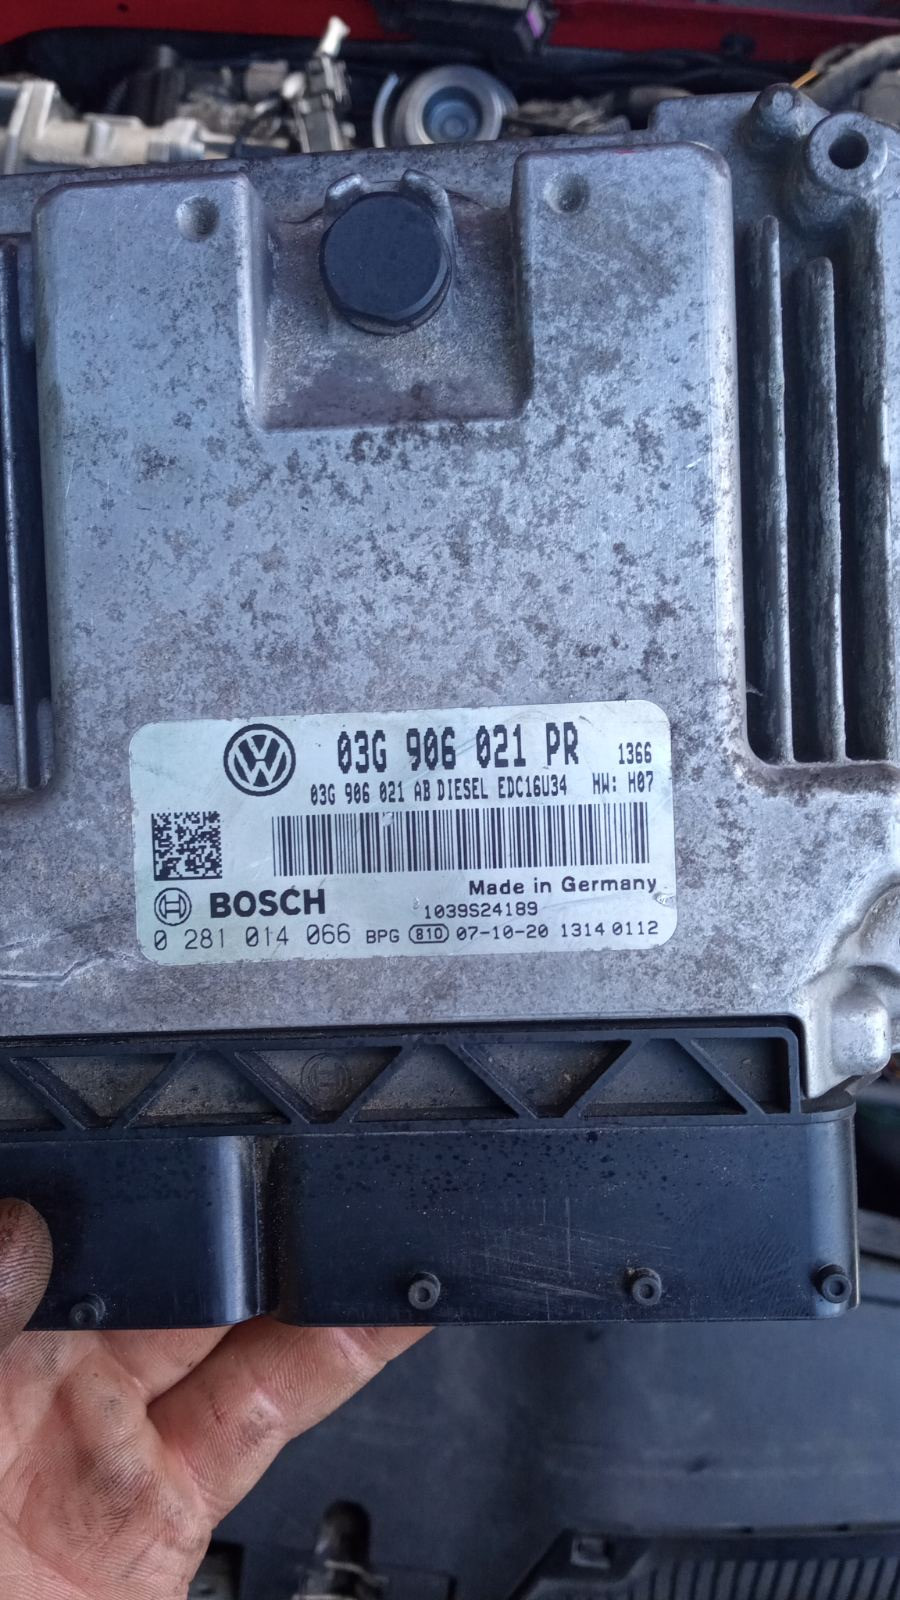 03G 906 021 PR 1366
03G 906 021 AB DIESEL EDC16U34 HW: H07
Made in Germany
BOSCH
1039S24189
0 281 014 066 BPG 810 07-10-20 1314 0112